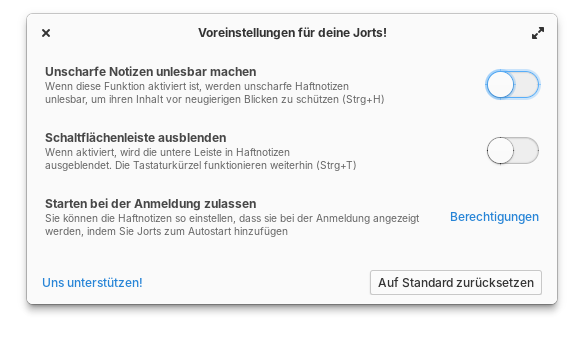 Voreinstellungen für deine Jorts!
Unscharfe Notizen unlesbar machen
Wenn diese Funktion aktiviert ist, werden unscharfe Haftnotizen
unlesbar, um ihren Inhalt vor neugierigen Blicken zu schützen (Strg+H)
Schaltflächenleiste ausblenden
Wenn aktiviert, wird die untere Leiste in Haftnotizen
ausgeblendet. Die Tastaturkürzel funktionieren weiterhin (Strg+T)
Starten bei der Anmeldung zulassen
Sie können die Haftnotizen so einstellen, dass sie bei der Anmeldung angezeigt
werden, indem Sie Jorts zum Autostart hinzufügen
Berechtigungen
Uns unterstützen!
Auf Standard zurücksetzen